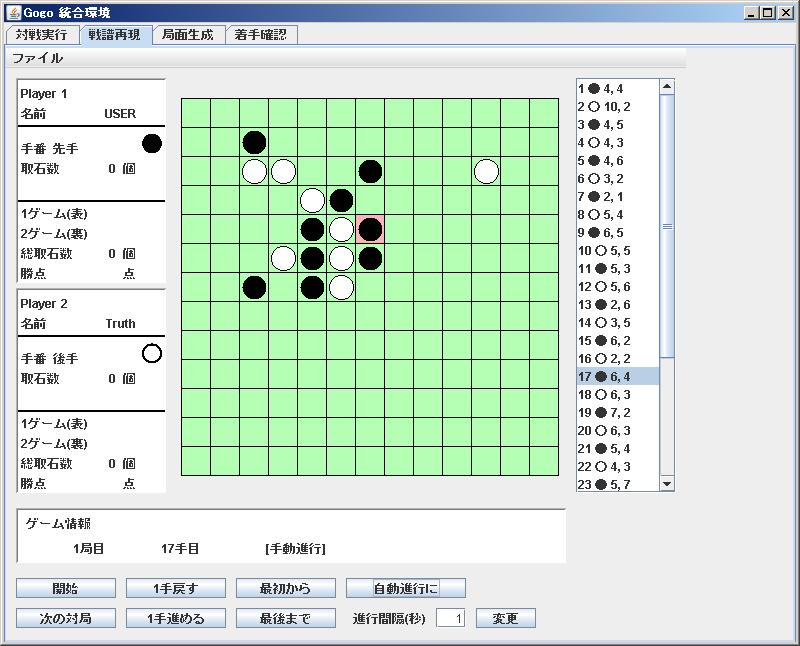 Gogo 統合環境
対戦実行 戦譜再現 局面生成 着手確認
ファイル
Player 1
名前 USER
手番 先手
取石数 0 個
1ゲーム(表)
2ゲーム(裏)
総取石数 0 個
勝点 点
Player 2
名前 Truth
手番 後手
取石数 0 個
1ゲーム(表)
2ゲーム(裏)
総取石数 0 個
勝点 点
1 ● 4, 4
2 ○ 10, 2
3 ● 4, 5
4 ○ 4, 3
5 ● 4, 6
6 ○ 3, 2
7 ● 2, 1
8 ○ 5, 4
9 ● 6, 5
10 ○ 5, 5
11 ● 5, 3
12 ○ 5, 6
13 ● 2, 6
14 ○ 3, 5
15 ● 6, 2
16 ○ 2, 2
17 ● 6, 4
18 ○ 6, 3
19 ● 7, 2
20 ○ 6, 3
21 ● 5, 4
22 ○ 4, 3
23 ● 5, 7
ゲーム情報
1局目 17手目 [手動進行]
開始 1手戻す 最初から 自動進行に
次の対局 1手進める 最後まで 進行間隔(秒) 1 変更